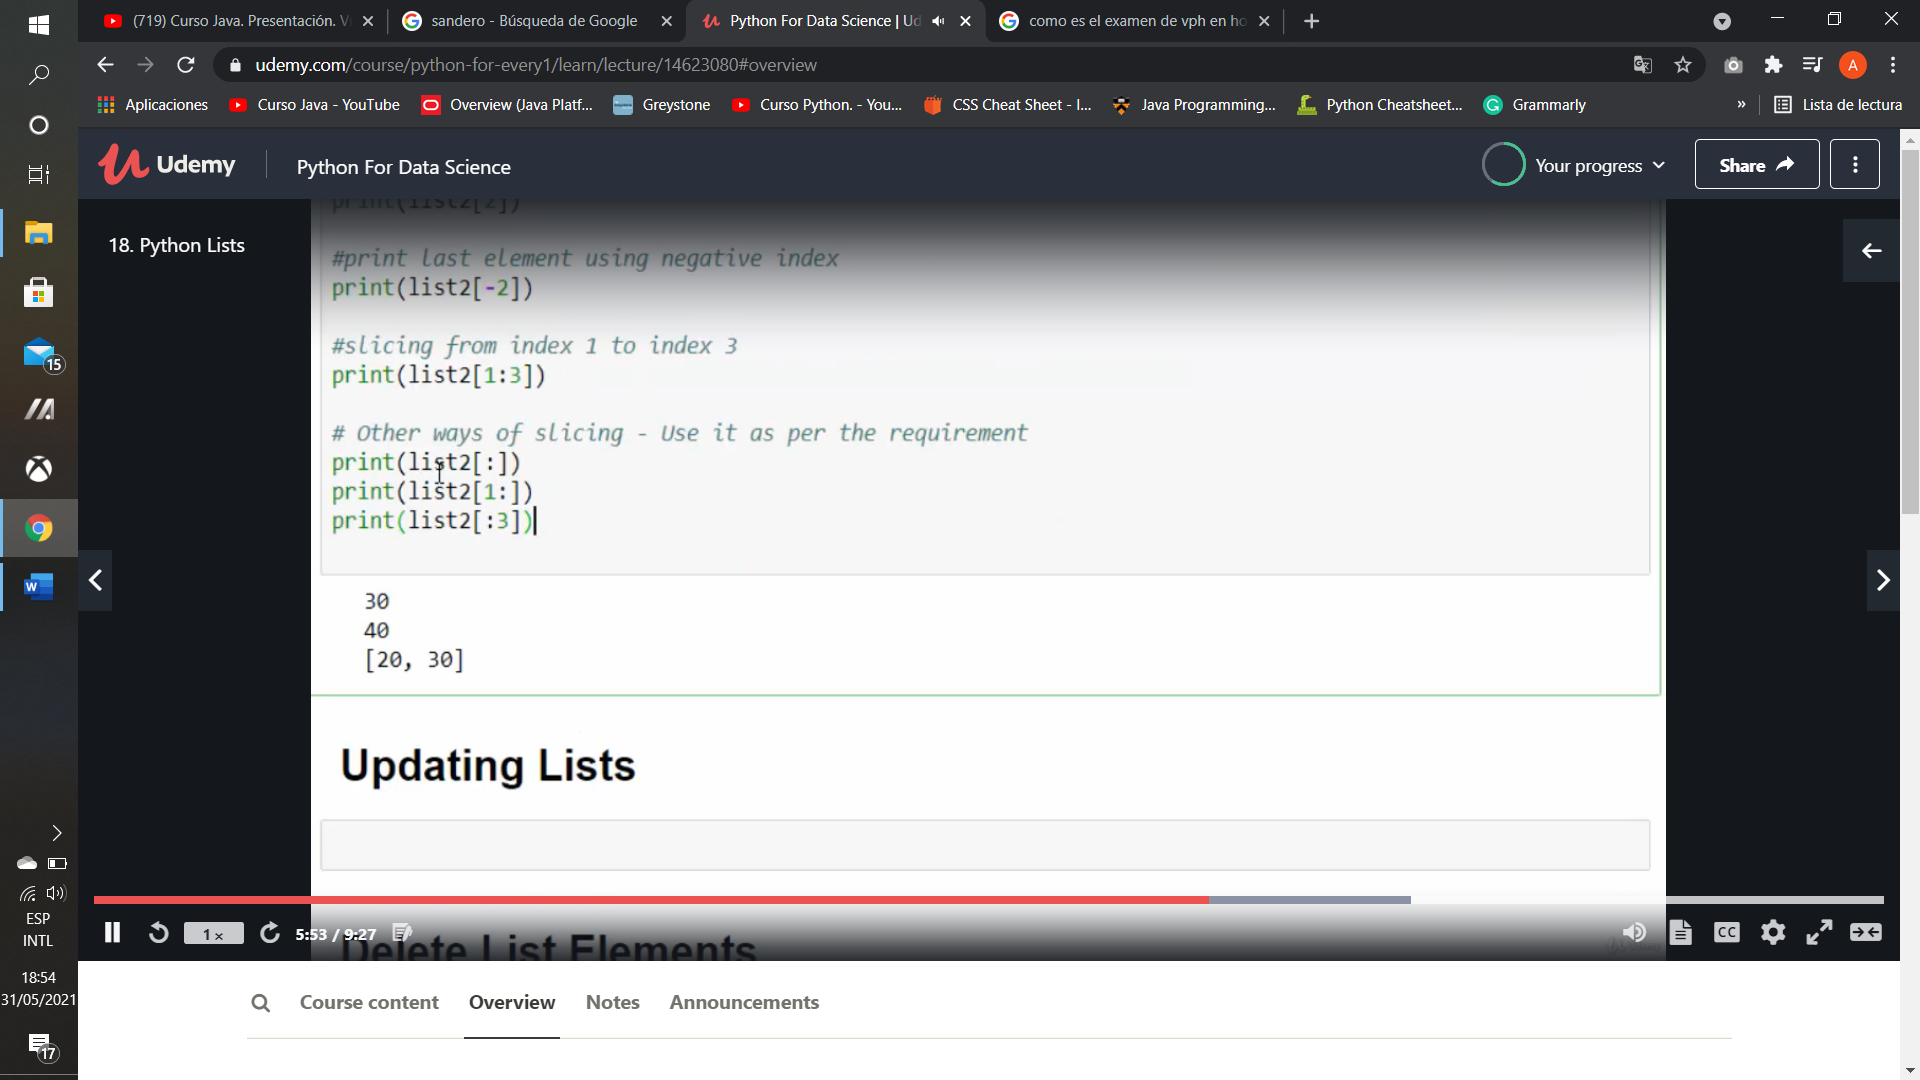 (719) Curso Java. Presentación. V
sandero - Búsqueda de Google
Python For Data Science | Ud
como es el examen de vph en ho
udemy.com/course/python-for-every1/learn/lecture/14623080#overview
A
Aplicaciones
Curso Java - YouTube
Overview (Java Platf...
Greystone
Curso Python. - You...
CSS Cheat Sheet - I...
Java Programming...
Python Cheatsheet...
Grammarly
»
Lista de lectura
Udemy
Python For Data Science
Your progress
Share
18. Python Lists
print(list2[2])
#print last element using negative index
print(list2[-2])
#slicing from index 1 to index 3
print(list2[1:3])
# Other ways of slicing - Use it as per the requirement
print(list2[:])
print(list2[1:])
print(list2[:3])
30
40
[20, 30]
Updating Lists
Delete List Elements
1 x
5:53 / 9:27
CC
Course content
Overview
Notes
Announcements
15
W
ESP
INTL
18:54
31/05/2021
17